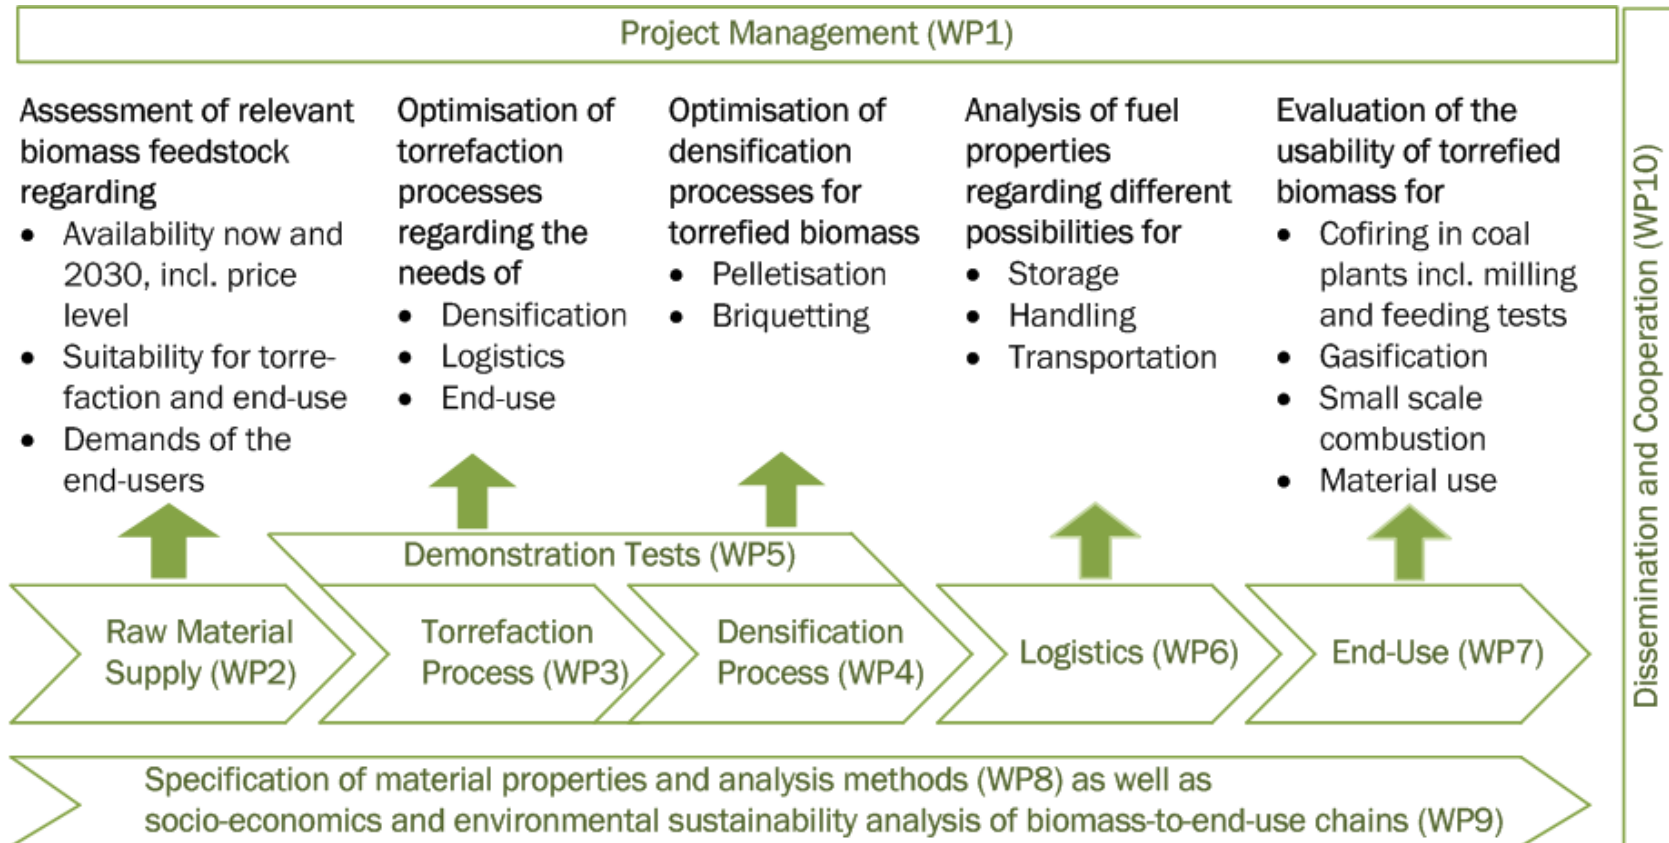 Project Management (WP1)
Assessment of relevant
biomass feedstock
regarding
• Availability now and
2030, incl. price
level
• Suitability for torre-
faction and end-use
• Demands of the
end-users
Optimisation of
torrefaction
processes
regarding the
needs of
• Densification
• Logistics
• End-use
Optimisation of
densification
processes for
torrefied biomass
• Pelletisation
• Briquetting
Analysis of fuel
properties
regarding different
possibilities for
• Storage
• Handling
• Transportation
Evaluation of the
usability of torrefied
biomass for
• Cofiring in coal
plants incl. milling
and feeding tests
• Gasification
• Small scale
combustion
• Material use
Demonstration Tests (WP5)
Raw Material
Supply (WP2)
Torrefaction
Process (WP3)
Densification
Process (WP4)
Logistics (WP6)
End-Use (WP7)
Specification of material properties and analysis methods (WP8) as well as
socio-economics and environmental sustainability analysis of biomass-to-end-use chains (WP9)
Dissemination and Cooperation (WP10)